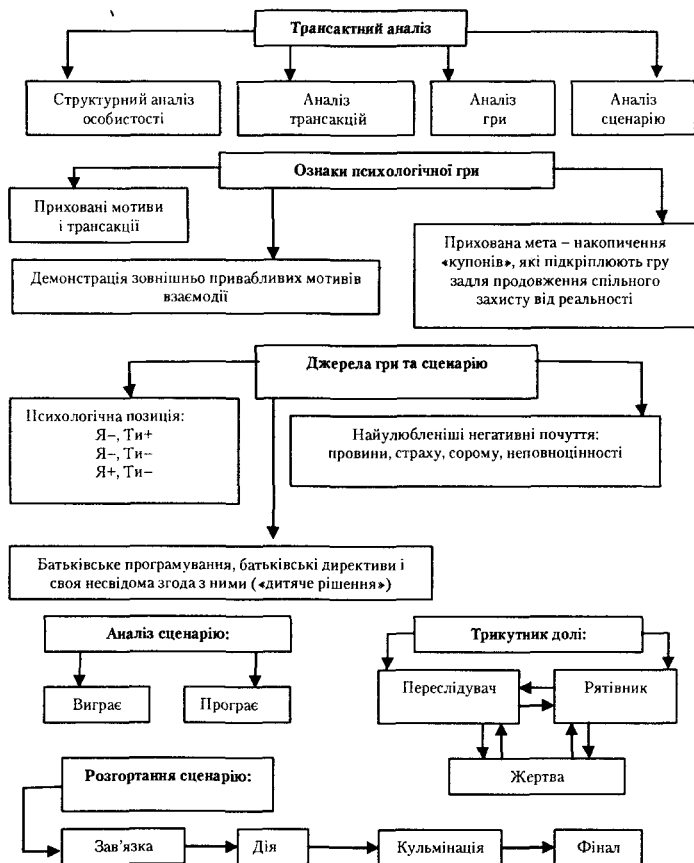 Трансактний аналіз
Структурний аналіз
особистості
Аналіз
трансакцій
Аналіз
гри
Аналіз
сценарію
Ознаки психологічної гри
Приховані мотиви
і трансакції
Демонстрація зовнішньо привабливих мотивів
взаємодії
Прихована мета – накопичення
«купонів», які підкріплюють гру
задля продовження спільного
захисту від реальності
Джерела гри та сценарію
Психологічна позиція:
Я–, Ти+
Я–, Ти–
Я+, Ти–
Найулюбленіші негативні почуття:
провини, страху, сорому, неповноцінності
Батьківське програмування, батьківські директиви і
своя несвідома згода з ними («дитяче рішення»)
Аналіз сценарію:
Виграє
Програє
Трикутник долі:
Переслідувач
Рятівник
Жертва
Розгортання сценарію:
Зав'язка
Дія
Кульмінація
Фінал